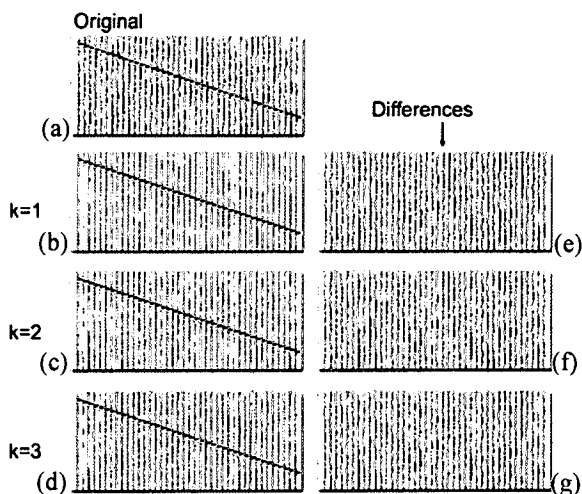 Original
(a)
Differences
k=1
(b)
(e)
k=2
(c)
(f)
k=3
(d)
(g)